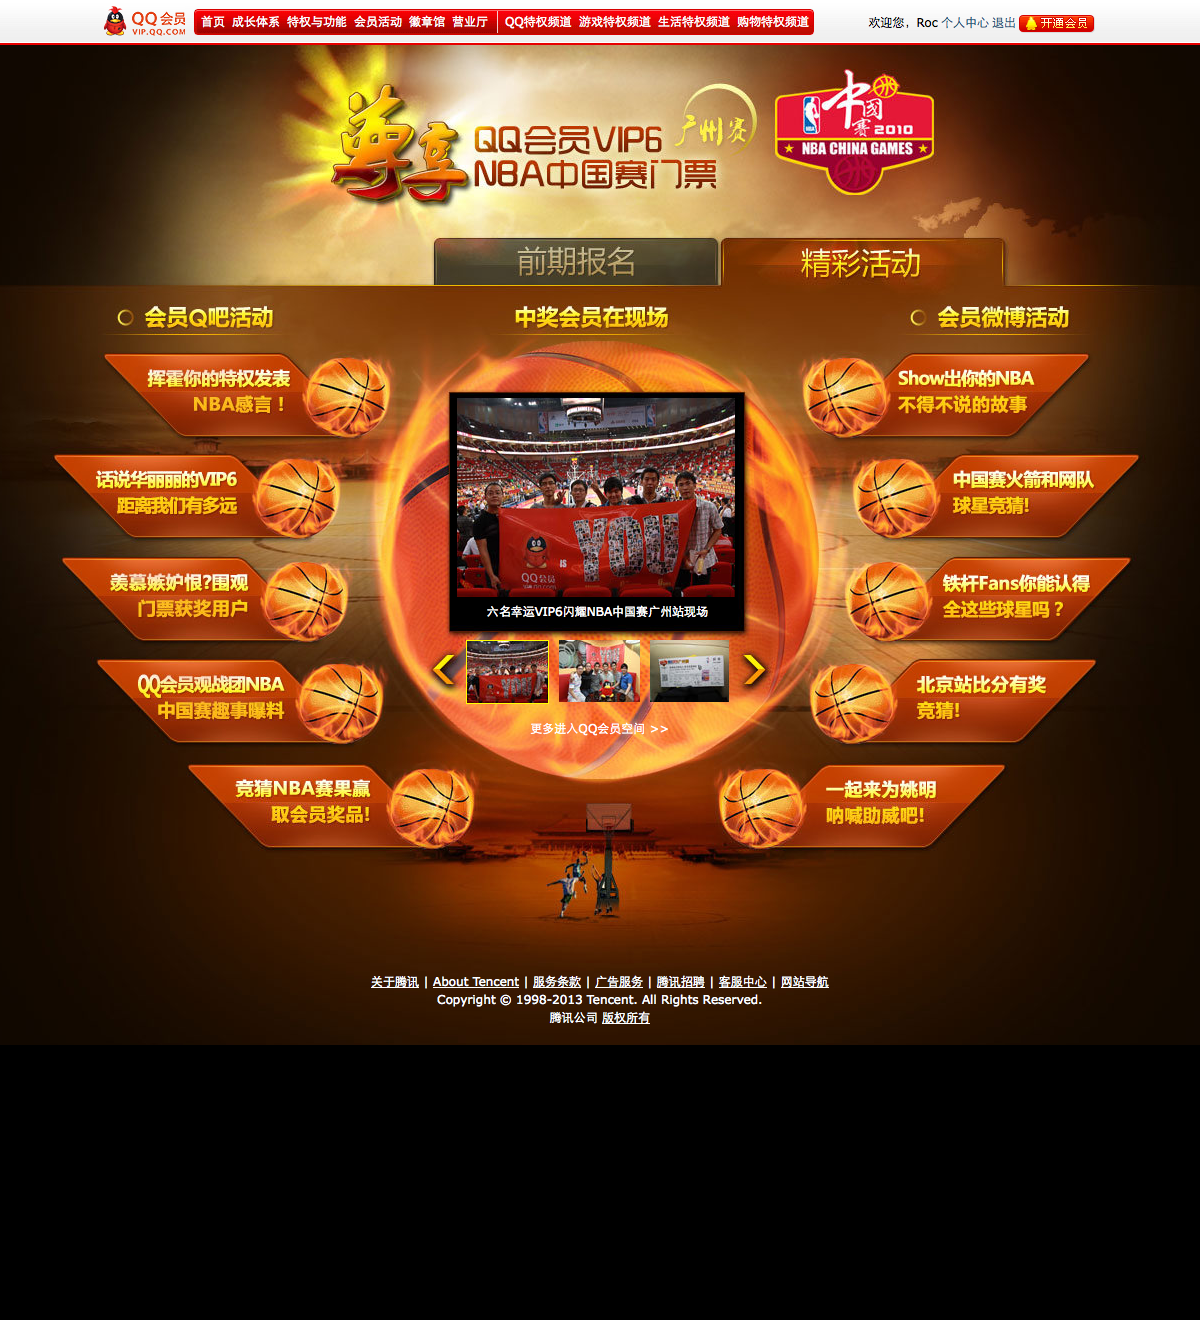 QQ会员
VIP.QQ.COM
首页 成长体系 特权与功能 会员活动 徽章馆 营业厅 QQ特权频道 游戏特权频道 生活特权频道 购物特权频道
欢迎您，Roc 个人中心 退出 开通会员
尊享
QQ会员VIP6
广州赛
NBA中国赛门票
中国赛2010
NBA
NBA CHINA GAMES
前期报名
精彩活动
会员Q吧活动
挥霍你的特权发表
NBA感言！
话说华丽丽的VIP6
距离我们有多远
羡慕嫉妒恨?围观
门票获奖用户
QQ会员观战团NBA
中国赛趣事曝料
竞猜NBA赛果赢
取会员奖品!
中奖会员在现场
QQ会员
IS
YOU
六名幸运VIP6闪耀NBA中国赛广州站现场
更多进入QQ会员空间 >>
会员微博活动
Show出你的NBA
不得不说的故事
中国赛火箭和网队
球星竞猜!
铁杆Fans你能认得
全这些球星吗？
北京站比分有奖
竞猜!
一起来为姚明
呐喊助威吧!
关于腾讯 | About Tencent | 服务条款 | 广告服务 | 腾讯招聘 | 客服中心 | 网站导航
Copyright © 1998-2013 Tencent. All Rights Reserved.
腾讯公司 版权所有